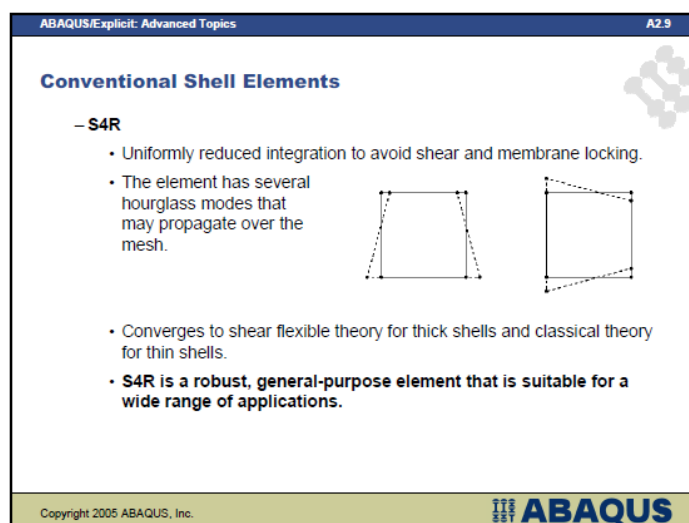 ABAQUS/Explicit: Advanced Topics
A2.9
Conventional Shell Elements
– S4R
• Uniformly reduced integration to avoid shear and membrane locking.
• The element has several
hourglass modes that
may propagate over the
mesh.
• Converges to shear flexible theory for thick shells and classical theory
for thin shells.
• S4R is a robust, general-purpose element that is suitable for a
wide range of applications.
Copyright 2005 ABAQUS, Inc.
ABAQUS